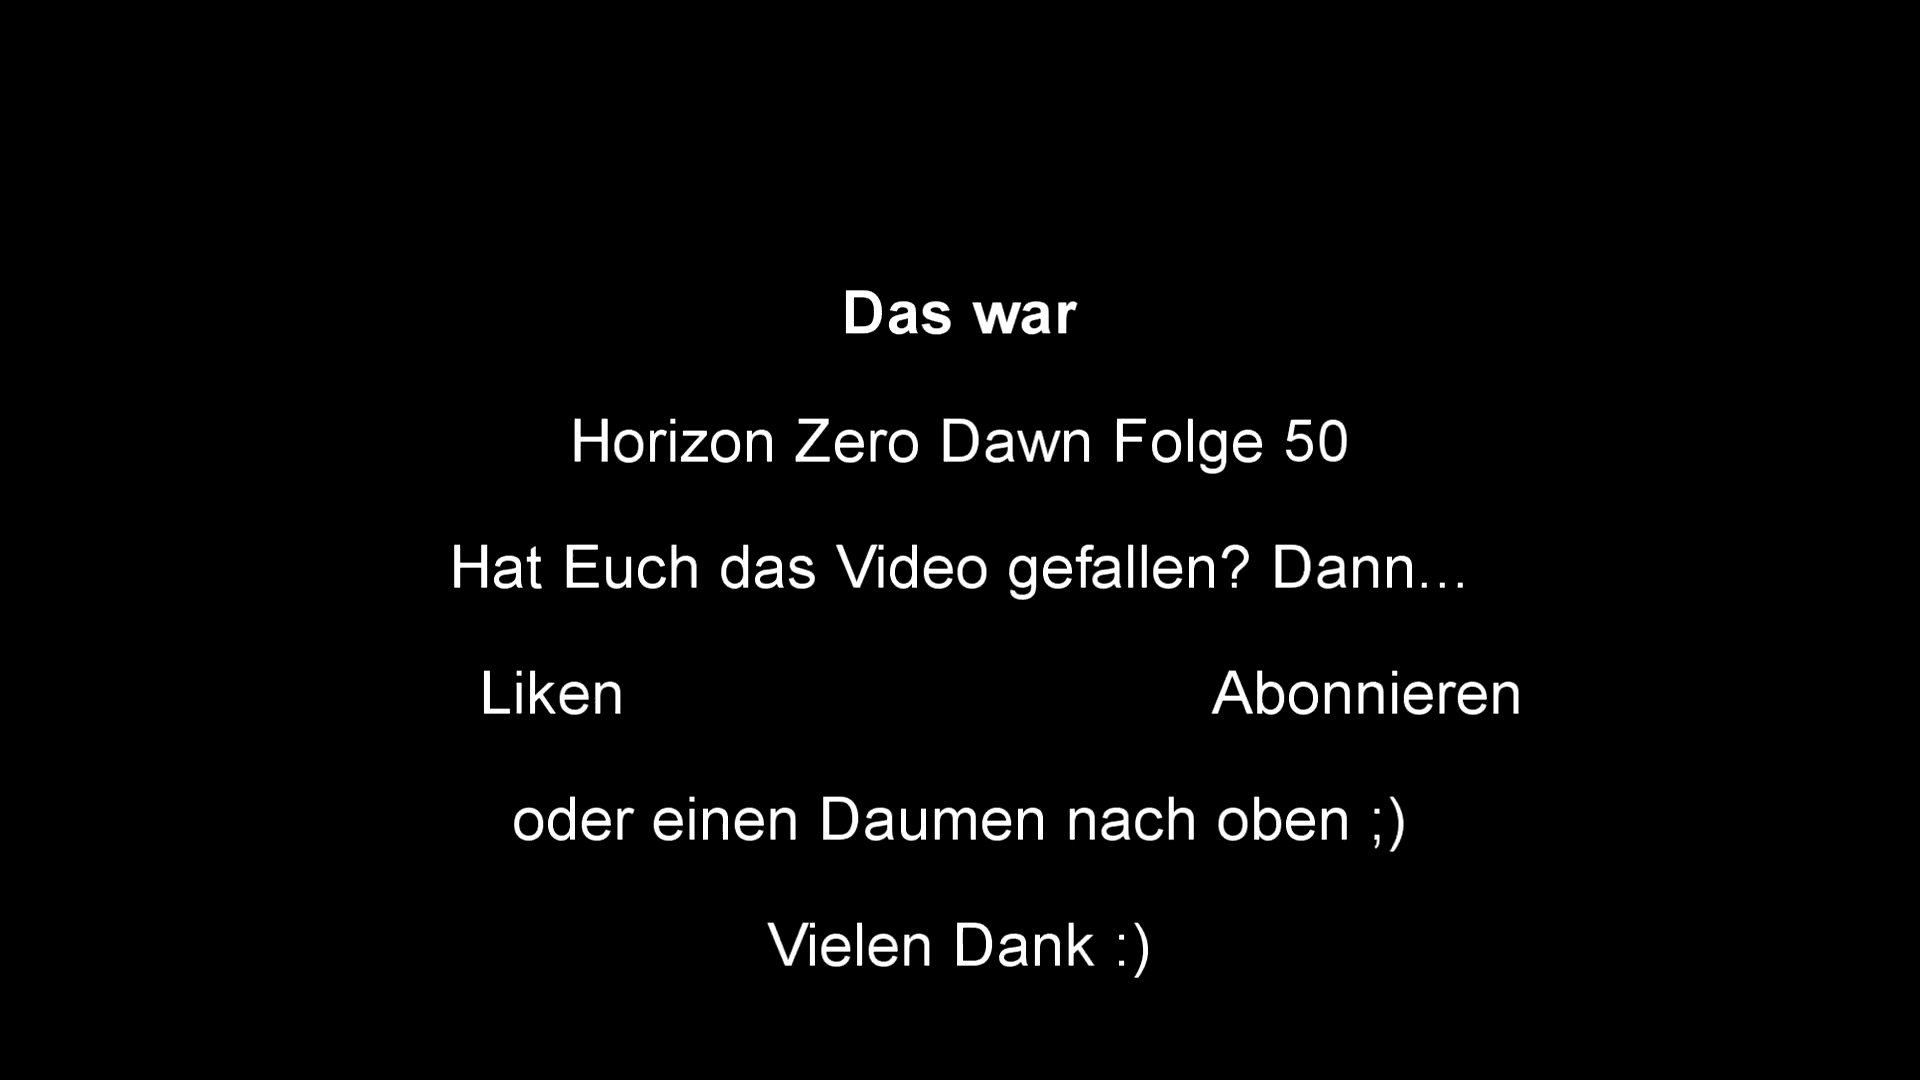 Das war
Horizon Zero Dawn Folge 50
Hat Euch das Video gefallen? Dann...
Liken Abonnieren
oder einen Daumen nach oben ;)
Vielen Dank :)